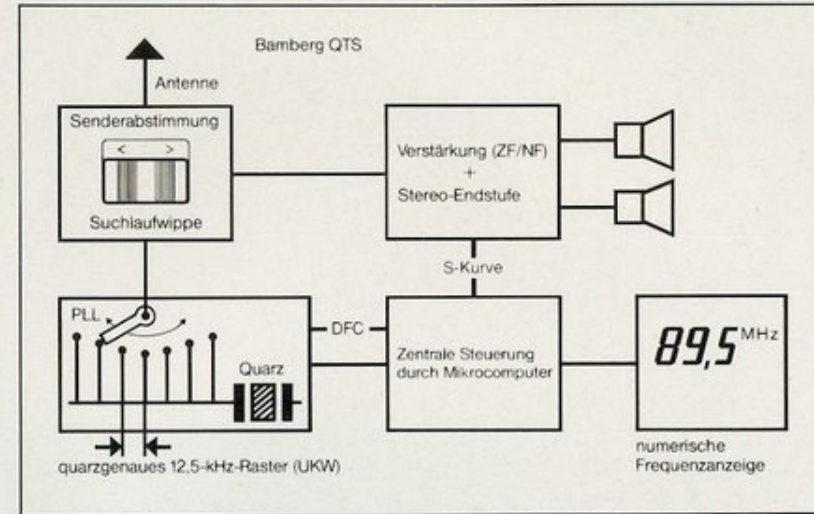 Bamberg QTS
Antenne
Senderabstimmung
< >
Suchlaufwippe
Verstärkung (ZF/NF)
+
Stereo-Endstufe
S-Kurve
PLL
Quarz
DFC
Zentrale Steuerung
durch Mikrocomputer
89,5 MHz
quarzgenaues 12,5-kHz-Raster (UKW)
numerische
Frequenzanzeige